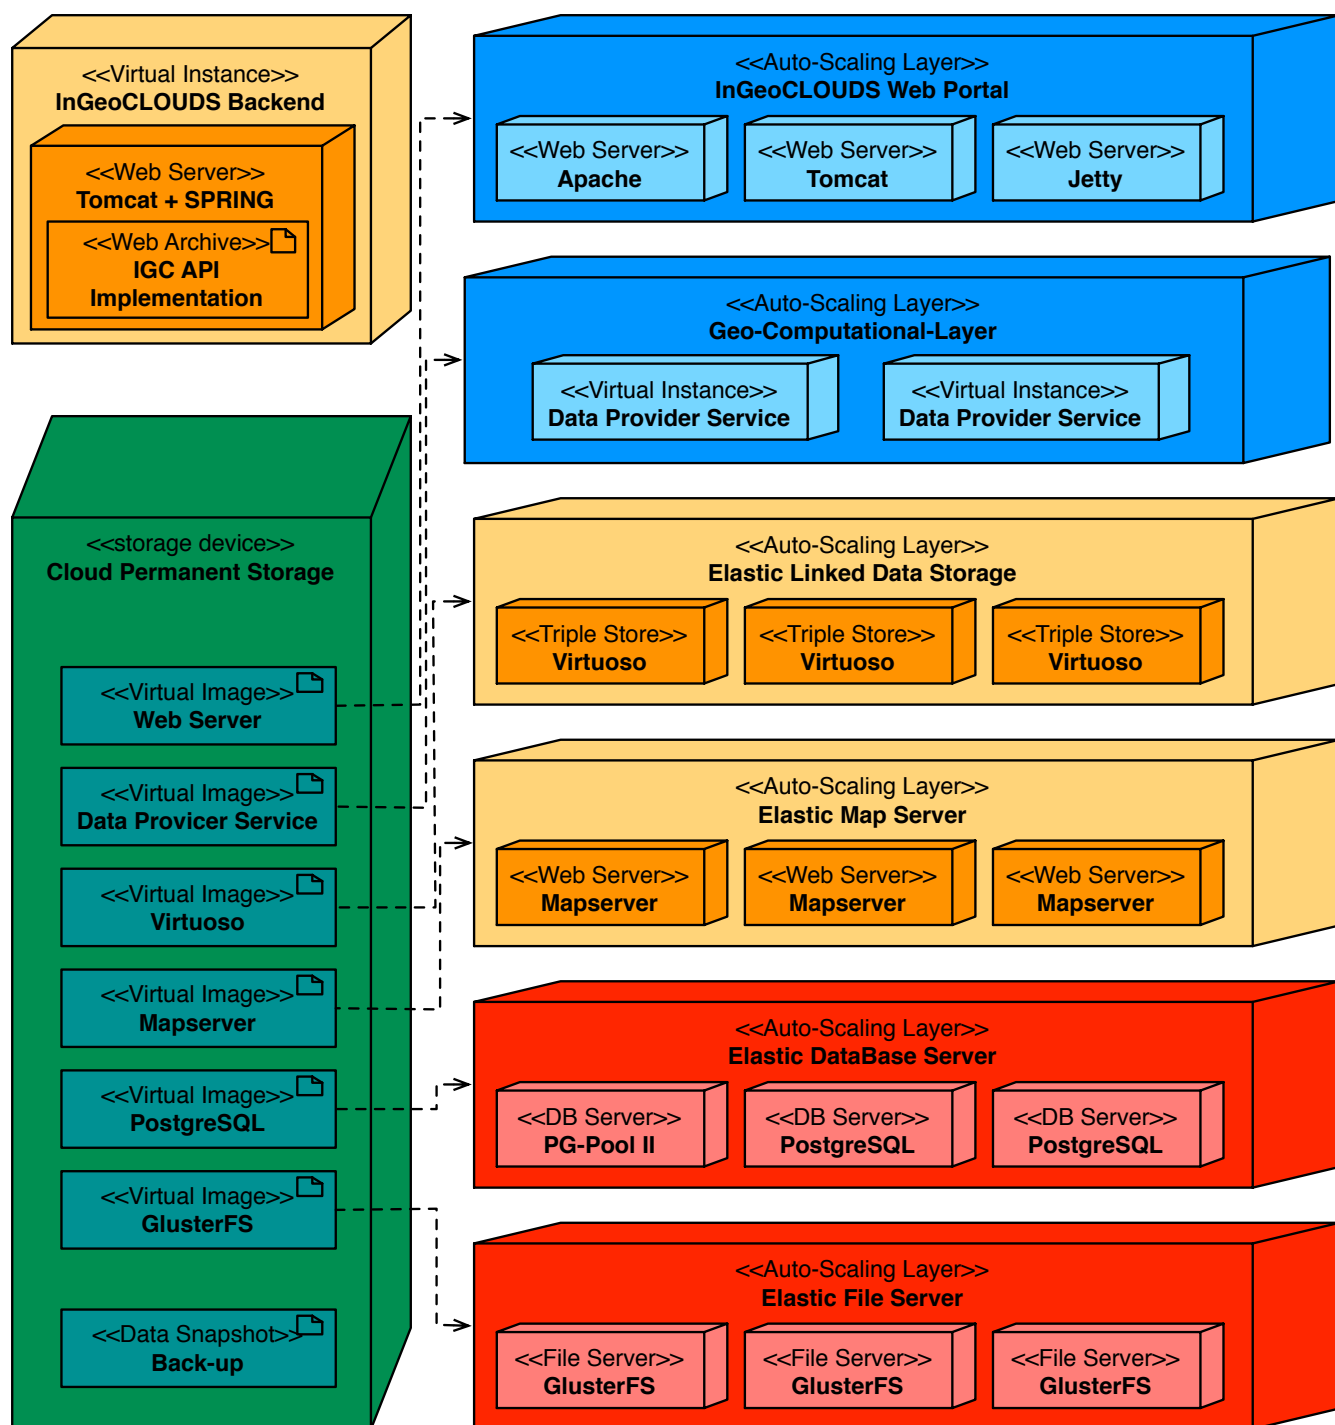 <<Virtual Instance>>
InGeoCLOUDS Backend
<<Web Server>>
Tomcat + SPRING
<<Web Archive>>
IGC API
Implementation
<<storage device>>
Cloud Permanent Storage
<<Virtual Image>>
Web Server
<<Virtual Image>>
Data Provicer Service
<<Virtual Image>>
Virtuoso
<<Virtual Image>>
Mapserver
<<Virtual Image>>
PostgreSQL
<<Virtual Image>>
GlusterFS
<<Data Snapshot>>
Back-up
<<Auto-Scaling Layer>>
InGeoCLOUDS Web Portal
<<Web Server>>
Apache
<<Web Server>>
Tomcat
<<Web Server>>
Jetty
<<Auto-Scaling Layer>>
Geo-Computational-Layer
<<Virtual Instance>>
Data Provider Service
<<Virtual Instance>>
Data Provider Service
<<Auto-Scaling Layer>>
Elastic Linked Data Storage
<<Triple Store>>
Virtuoso
<<Triple Store>>
Virtuoso
<<Triple Store>>
Virtuoso
<<Auto-Scaling Layer>>
Elastic Map Server
<<Web Server>>
Mapserver
<<Web Server>>
Mapserver
<<Web Server>>
Mapserver
<<Auto-Scaling Layer>>
Elastic DataBase Server
<<DB Server>>
PG-Pool II
<<DB Server>>
PostgreSQL
<<DB Server>>
PostgreSQL
<<Auto-Scaling Layer>>
Elastic File Server
<<File Server>>
GlusterFS
<<File Server>>
GlusterFS
<<File Server>>
GlusterFS